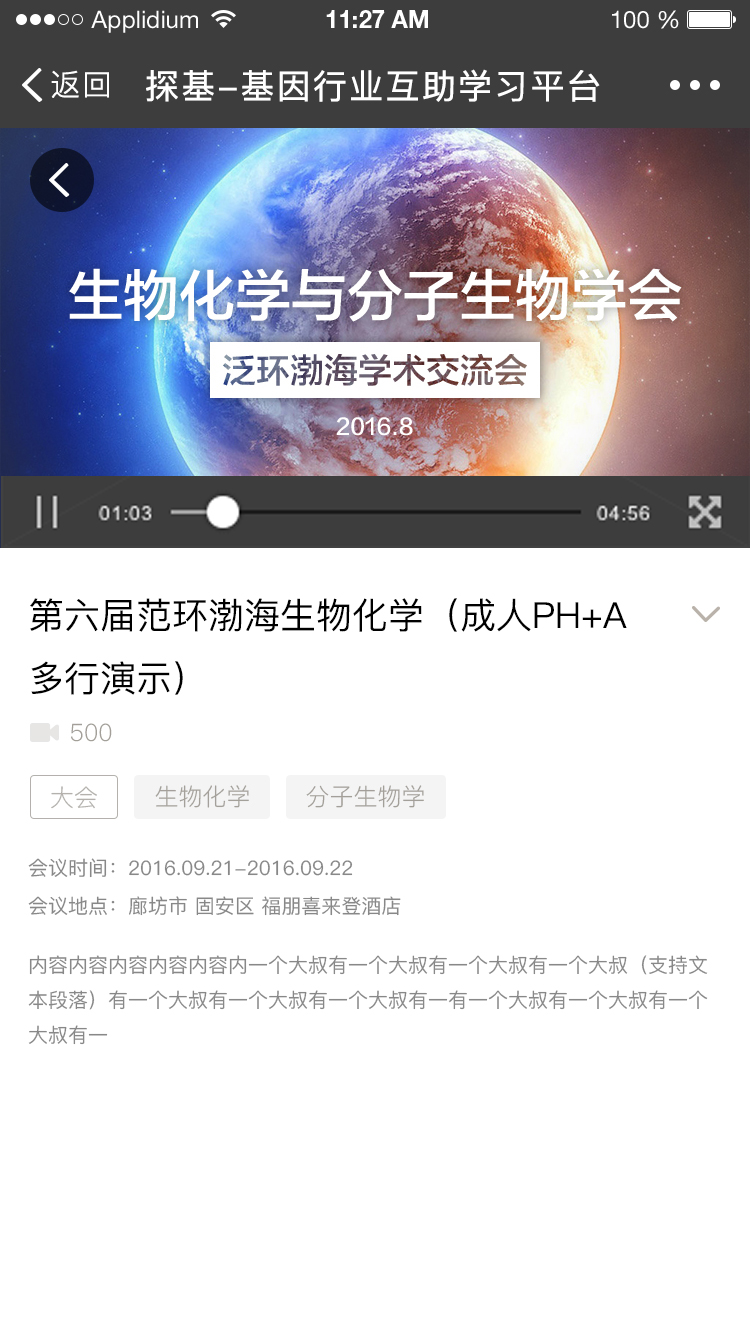 Applidium 11:27 AM 100 %
返回 探基-基因行业互助学习平台
生物化学与分子生物学会
泛环渤海学术交流会
2016.8
01:03 04:56
第六届范环渤海生物化学（成人PH+A
多行演示）
500
大会 生物化学 分子生物学
会议时间：2016.09.21-2016.09.22
会议地点：廊坊市 固安区 福朋喜来登酒店
内容内容内容内容内容内一个大叔有一个大叔有一个大叔有一个大叔（支持文
本段落）有一个大叔有一个大叔有一个大叔有一有一个大叔有一个大叔有一个
大叔有一